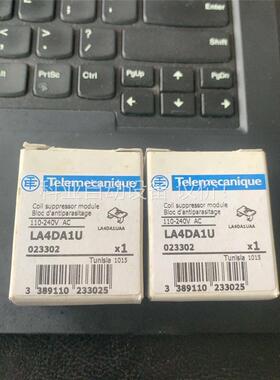 PrtSc
Ctrl
PgUp
PgDn
Telemecanique
Coil suppressor module
Bloc d'antiparasitage
110-240V AC
LA4DA1U
LA4DA1UAA
023302
x1
Tunisia 1015
3 389110 233025
Telemecanique
Coil suppressor module
Bloc d'antiparasitage
110-240V AC
LA4DA1U
LA4DA1UAA
023302
x1
Tunisia 1015
3 389110 233025